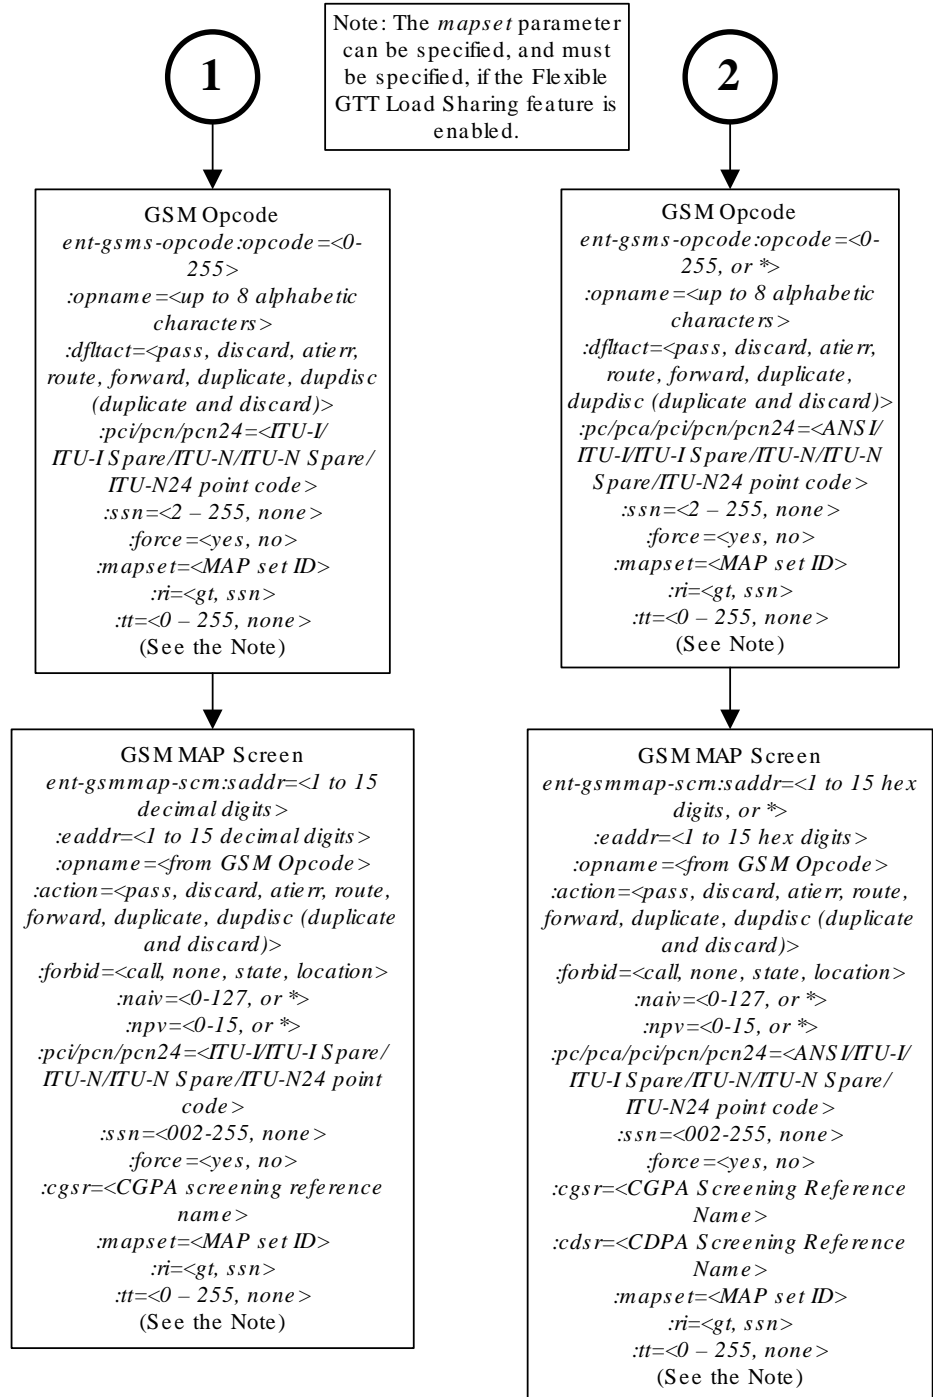 Note: The mapset parameter
can be specified, and must
be specified, if the Flexible
GTT Load Sharing feature is
enabled.
1
GSM Opcode
ent-gsms-opcode:opcode=<0-
255>
:opname=<up to 8 alphabetic
characters>
:dfltact=<pass, discard, atierr,
route, forward, duplicate, dupdisc
(duplicate and discard)>
:pci/pcn/pcn24=<ITU-I/
ITU-I Spare/ITU-N/ITU-N Spare/
ITU-N24 point code>
:ssn=<2 – 255, none>
:force=<yes, no>
:mapset=<MAP set ID>
:ri=<gt, ssn>
:tt=<0 – 255, none>
(See the Note)
GSM MAP Screen
ent-gsmmap-scrn:saddr=<1 to 15
decimal digits>
:eaddr=<1 to 15 decimal digits>
:opname=<from GSM Opcode>
:action=<pass, discard, atierr, route,
forward, duplicate, dupdisc (duplicate
and discard)>
:forbid=<call, none, state, location>
:naiv=<0-127, or *>
:npv=<0-15, or *>
:pci/pcn/pcn24=<ITU-I/ITU-I Spare/
ITU-N/ITU-N Spare/ITU-N24 point
code>
:ssn=<002-255, none>
:force=<yes, no>
:cgsr=<CGPA screening reference
name>
:mapset=<MAP set ID>
:ri=<gt, ssn>
:tt=<0 – 255, none>
(See the Note)
2
GSM Opcode
ent-gsms-opcode:opcode=<0-
255, or *>
:opname=<up to 8 alphabetic
characters>
:dfltact=<pass, discard, atierr,
route, forward, duplicate,
dupdisc (duplicate and discard)>
:pc/pca/pci/pcn/pcn24=<ANSI/
ITU-I/ITU-I Spare/ITU-N/ITU-N
Spare/ITU-N24 point code>
:ssn=<2 – 255, none>
:force=<yes, no>
:mapset=<MAP set ID>
:ri=<gt, ssn>
:tt=<0 – 255, none>
(See the Note)
GSM MAP Screen
ent-gsmmap-scrn:saddr=<1 to 15 hex
digits, or *>
:eaddr=<1 to 15 hex digits>
:opname=<from GSM Opcode>
:action=<pass, discard, atierr, route,
forward, duplicate, dupdisc (duplicate
and discard)>
:forbid=<call, none, state, location>
:naiv=<0-127, or *>
:npv=<0-15, or *>
:pc/pca/pci/pcn/pcn24=<ANSI/ITU-I/
ITU-I Spare/ITU-N/ITU-N Spare/
ITU-N24 point code>
:ssn=<002-255, none>
:force=<yes, no>
:cgsr=<CGPA Screening Reference
Name>
:cdsr=<CDPA Screening Reference
Name>
:mapset=<MAP set ID>
:ri=<gt, ssn>
:tt=<0 – 255, none>
(See the Note)